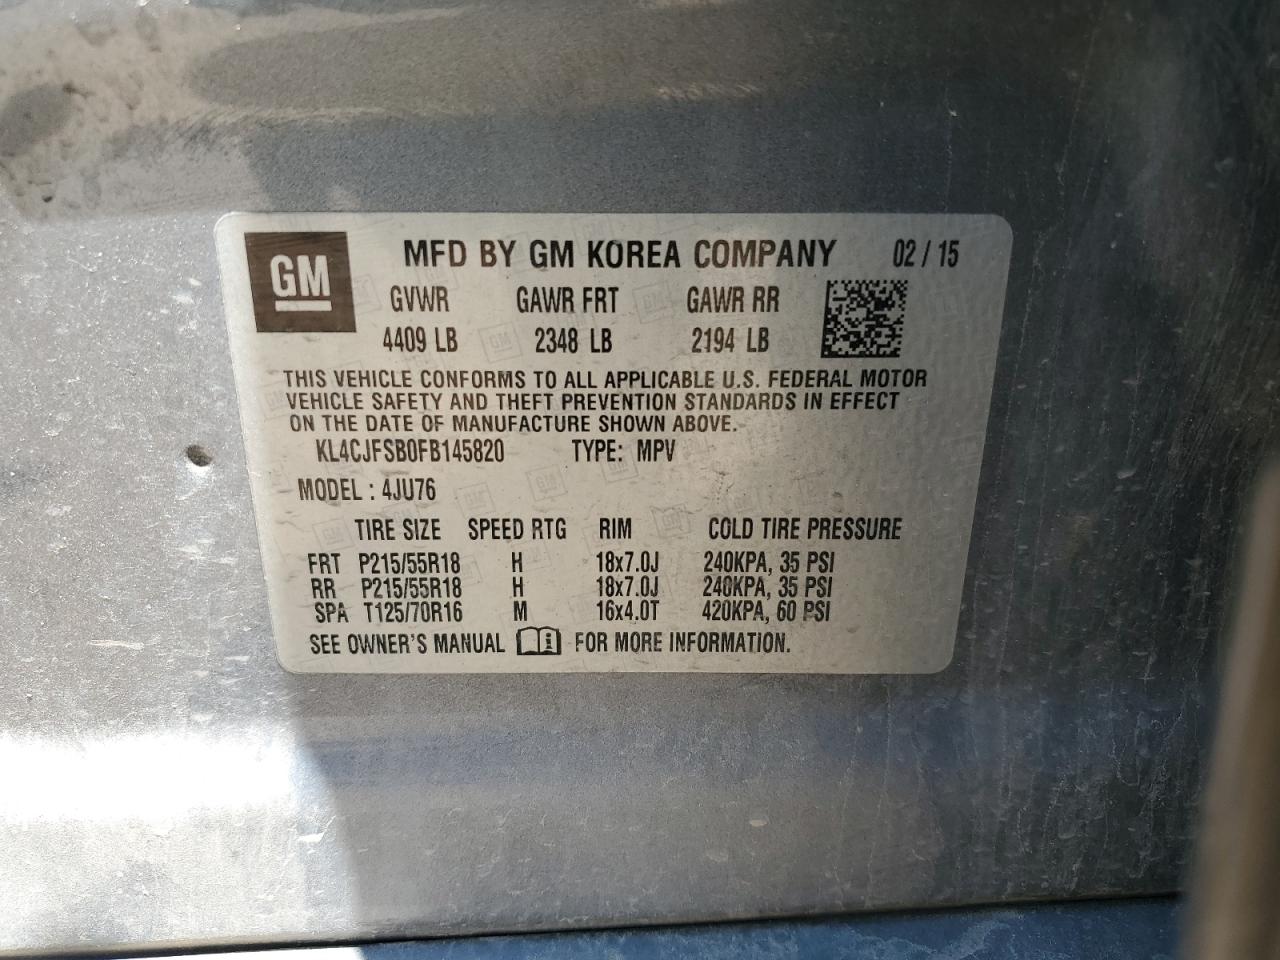 GM MFD BY GM KOREA COMPANY 02 / 15
GVWR GAWR FRT GAWR RR
4409 LB 2348 LB 2194 LB
THIS VEHICLE CONFORMS TO ALL APPLICABLE U.S. FEDERAL MOTOR
VEHICLE SAFETY AND THEFT PREVENTION STANDARDS IN EFFECT
ON THE DATE OF MANUFACTURE SHOWN ABOVE.
KL4CJFSB0FB145820 TYPE: MPV
MODEL : 4JU76
TIRE SIZE SPEED RTG RIM COLD TIRE PRESSURE
FRT P215/55R18 H 18x7.0J 240KPA, 35 PSI
RR P215/55R18 H 18x7.0J 240KPA, 35 PSI
SPA T125/70R16 M 16x4.0T 420KPA, 60 PSI
SEE OWNER'S MANUAL FOR MORE INFORMATION.